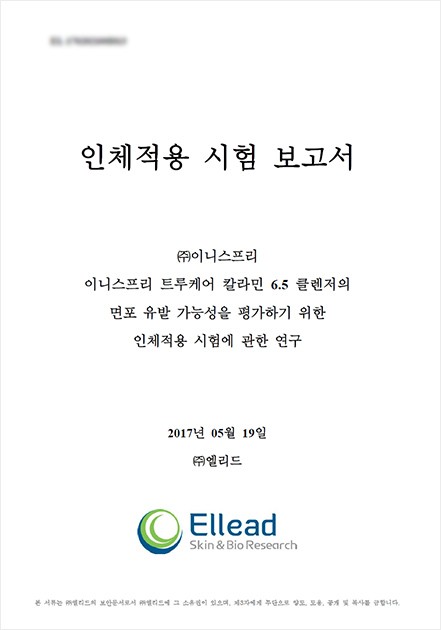 인체적용 시험 보고서
㈜이니스프리
이니스프리 트루케어 칼라민 6.5 클렌저의
면포 유발 가능성을 평가하기 위한
인체적용 시험에 관한 연구
2017년 05월 19일
㈜엘리드
Ellead
Skin & Bio Research
본 서류는 ㈜엘리드의 보안문서로서 ㈜엘리드에 그 소유권이 있으며, 제3자에게 무단으로 양도, 도용, 공개 및 복사를 금합니다.